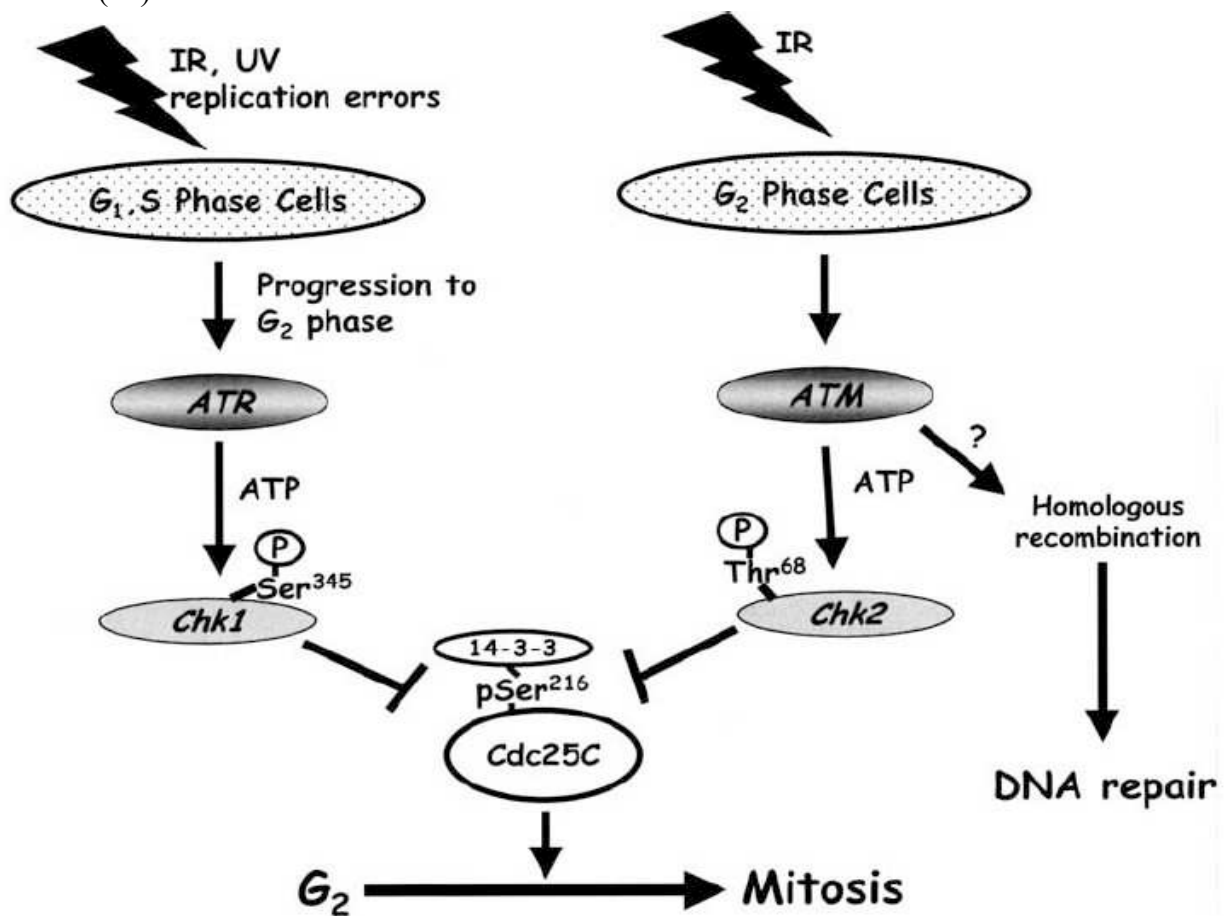 IR, UV
replication errors
IR
G₁,S Phase Cells
G₂ Phase Cells
Progression to
G₂ phase
ATR
ATM
?
ATP
ATP
Homologous
recombination
P
Ser³⁴⁵
P
Thr⁶⁸
Chk1
Chk2
14-3-3
pSer²¹⁶
Cdc25C
DNA repair
G₂
Mitosis